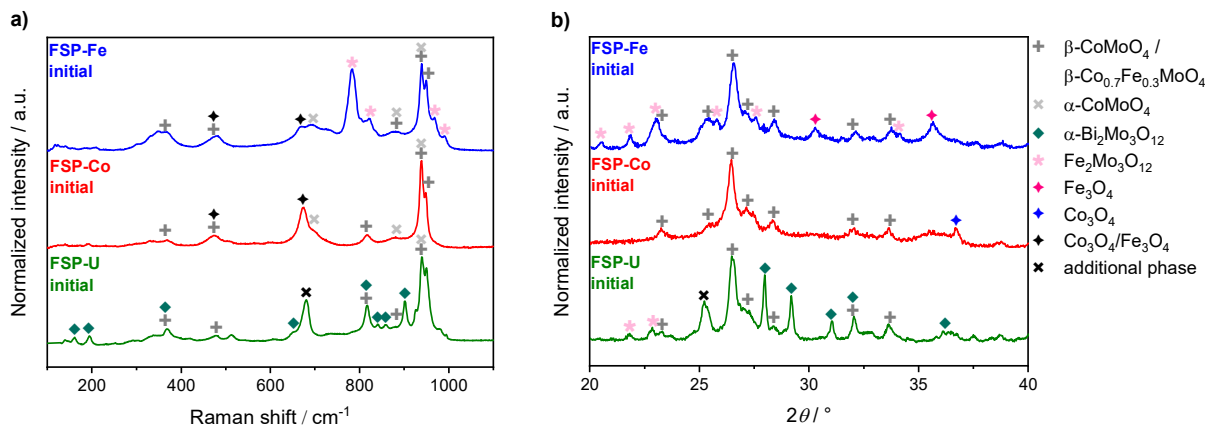 a)
FSP-Fe
initial
FSP-Co
initial
FSP-U
initial
Normalized intensity / a.u.
200 400 600 800 1000
Raman shift / cm⁻¹
b)
FSP-Fe
initial
FSP-Co
initial
FSP-U
initial
Normalized intensity / a.u.
20 25 30 35 40
2θ / °
β-CoMoO₄ /
β-Co₀.₇Fe₀.₃MoO₄
α-CoMoO₄
α-Bi₂Mo₃O₁₂
Fe₂Mo₃O₁₂
Fe₃O₄
Co₃O₄
Co₃O₄/Fe₃O₄
additional phase